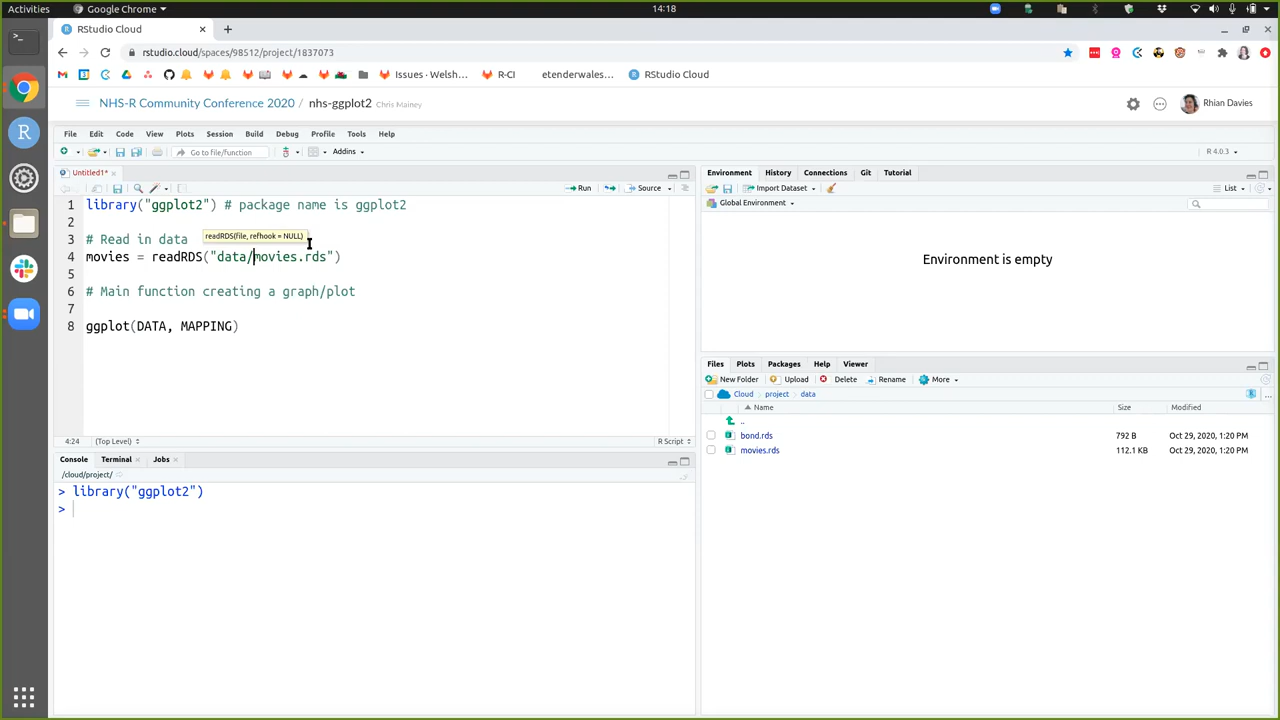 Activities Google Chrome 14:18
RStudio Cloud
rstudio.cloud/spaces/98512/project/1837073
Issues · Welsh... R-CI etenderwales... RStudio Cloud
NHS-R Community Conference 2020 / nhs-ggplot2 Chris Mainey Rhian Davies
File Edit Code View Plots Session Build Debug Profile Tools Help
Go to file/function Addins R 4.0.3
Untitled1*
Run Source
1 library("ggplot2") # package name is ggplot2
2
readRDS(file, refhook = NULL)
3 # Read in data
4 movies = readRDS("data/movies.rds")
5
6 # Main function creating a graph/plot
7
8 ggplot(DATA, MAPPING)
4:24 (Top Level) R Script
Console Terminal Jobs
/cloud/project/
> library("ggplot2")
>
Environment History Connections Git Tutorial
Import Dataset List
Global Environment
Environment is empty
Files Plots Packages Help Viewer
New Folder Upload Delete Rename More
Cloud project data
Name Size Modified
..
bond.rds 792 B Oct 29, 2020, 1:20 PM
movies.rds 112.1 KB Oct 29, 2020, 1:20 PM